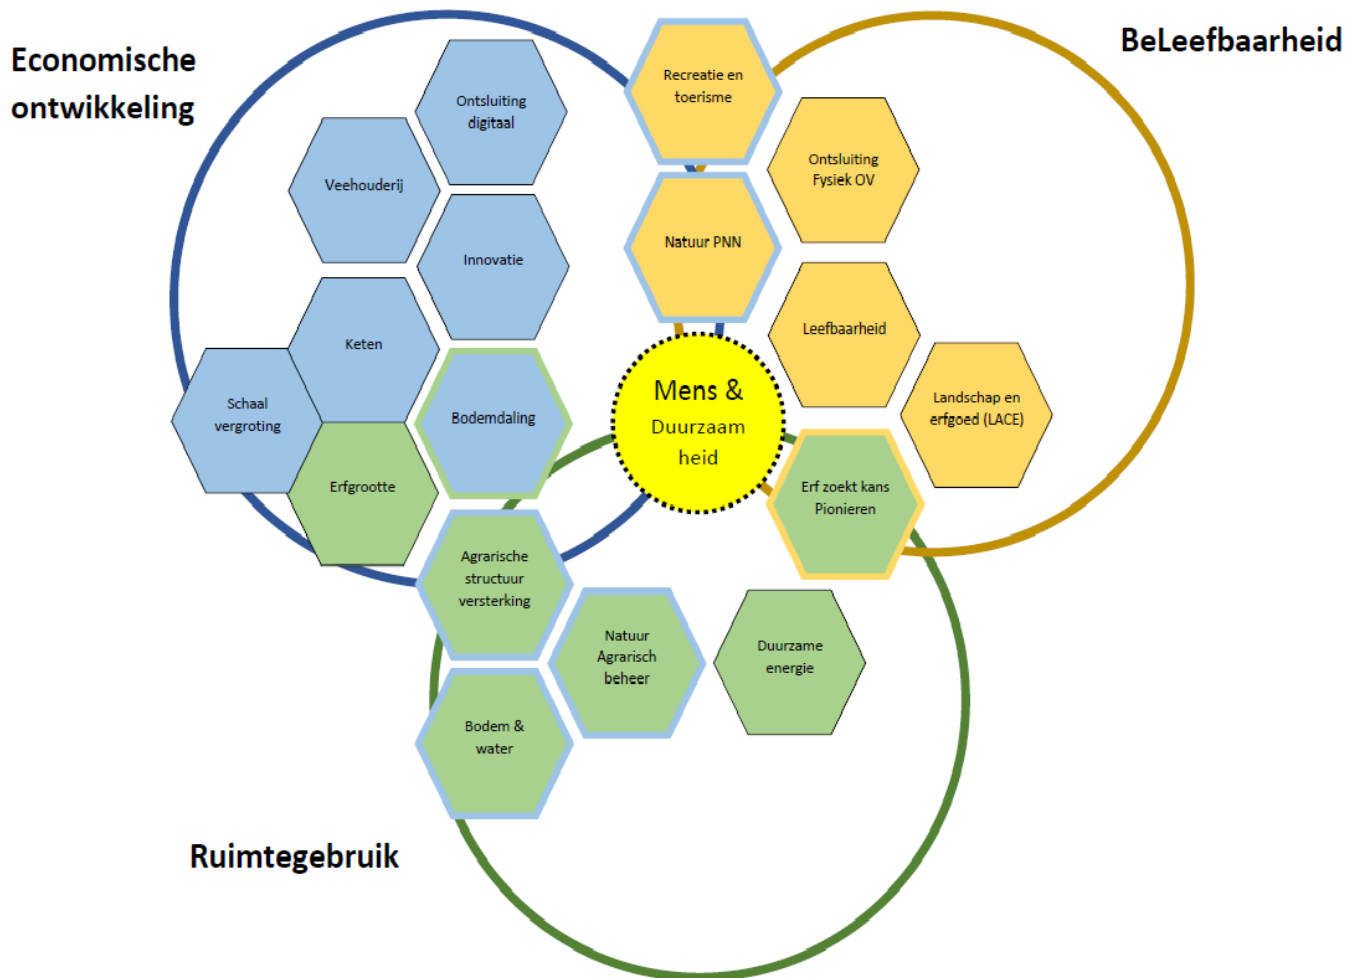 Economische
ontwikkeling
BeLeefbaarheid
Recreatie en
toerisme
Ontsluiting
digitaal
Ontsluiting
Fysiek OV
Veehouderij
Natuur PNN
Innovatie
Leefbaarheid
Keten
Mens &
Duurzaam
heid
Schaal
vergroting
Bodemdaling
Landschap en
erfgoed (LACE)
Erfgrootte
Erf zoekt kans
Pionieren
Agrarische
structuur
versterking
Natuur
Agrarisch
beheer
Duurzame
energie
Bodem &
water
Ruimtegebruik